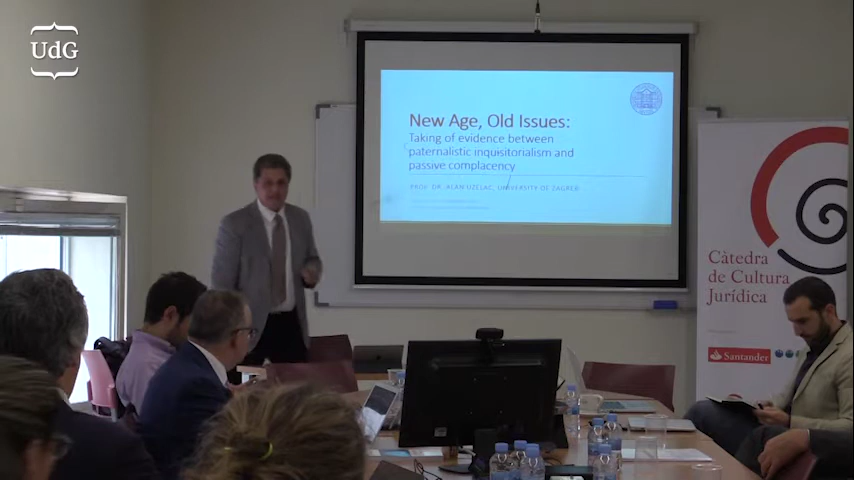 UdG
New Age, Old Issues:
Taking of evidence between
paternalistic inquisitorialism and
passive complacency
PROF. DR. ALAN UZELAC, UNIVERSITY OF ZAGREB
Càtedra
de Cultura
Jurídica
Santander